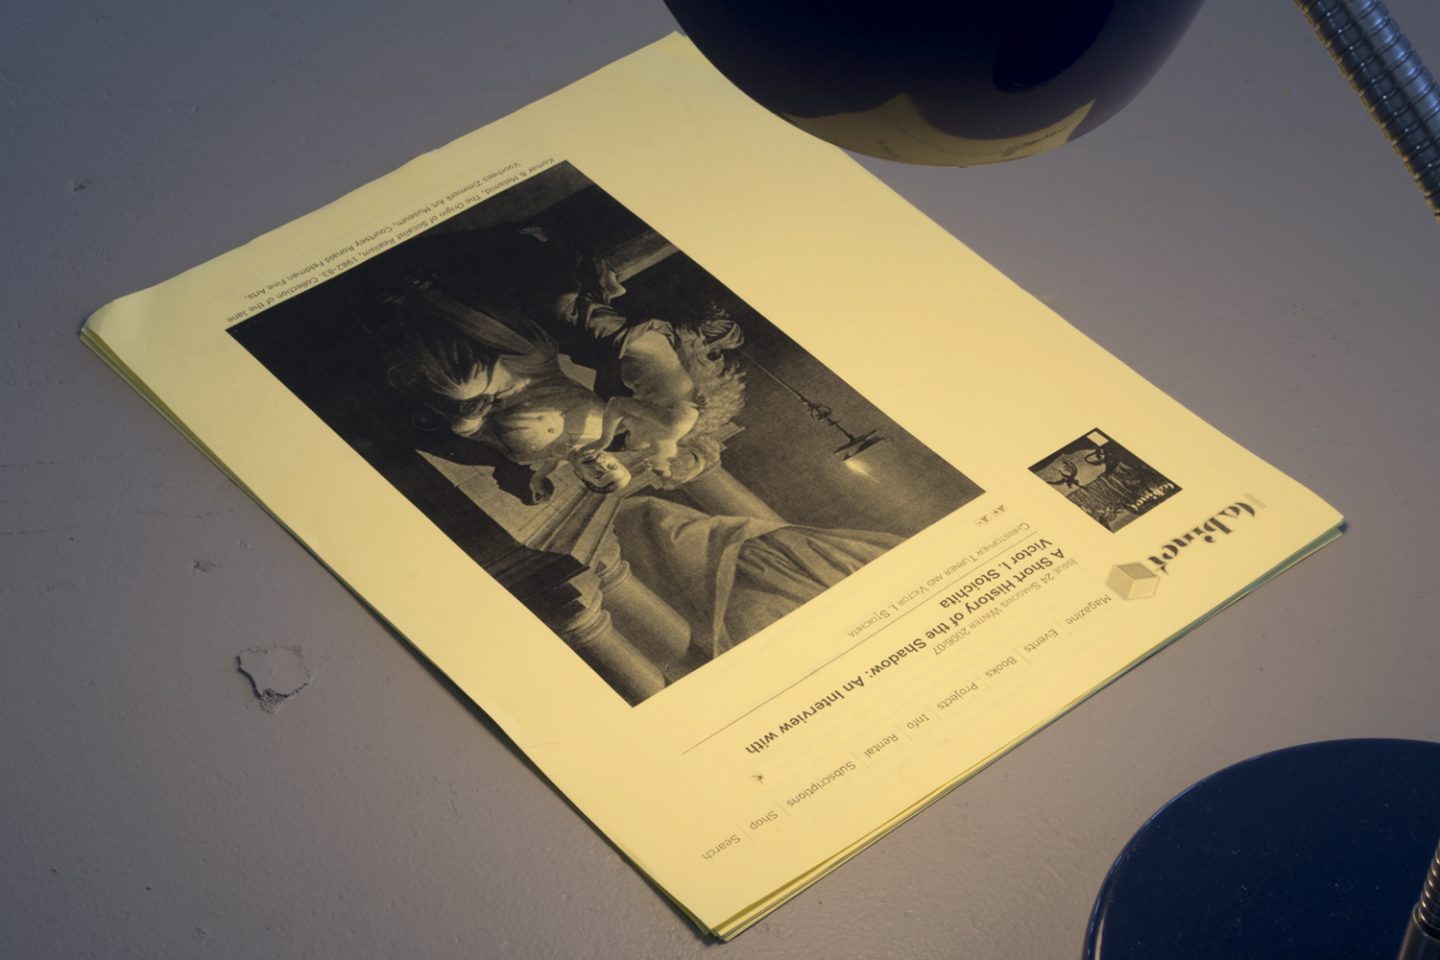 Cabinet
Magazine | Events | Books | Projects | Info | Rental | Subscriptions | Shop | Search
Issue 24 Shadows Winter 2006/07
A Short History of the Shadow: An Interview with
Victor I. Stoichita
Christopher Turner and Victor I. Stoichita
A+ A-
Komar & Melamid, The Origin of Socalist Realism, 1982-83. Collection of the Jane
Voorhees Zimmerli Art Museum, Courtsey Ronald Feldman Fine Arts.